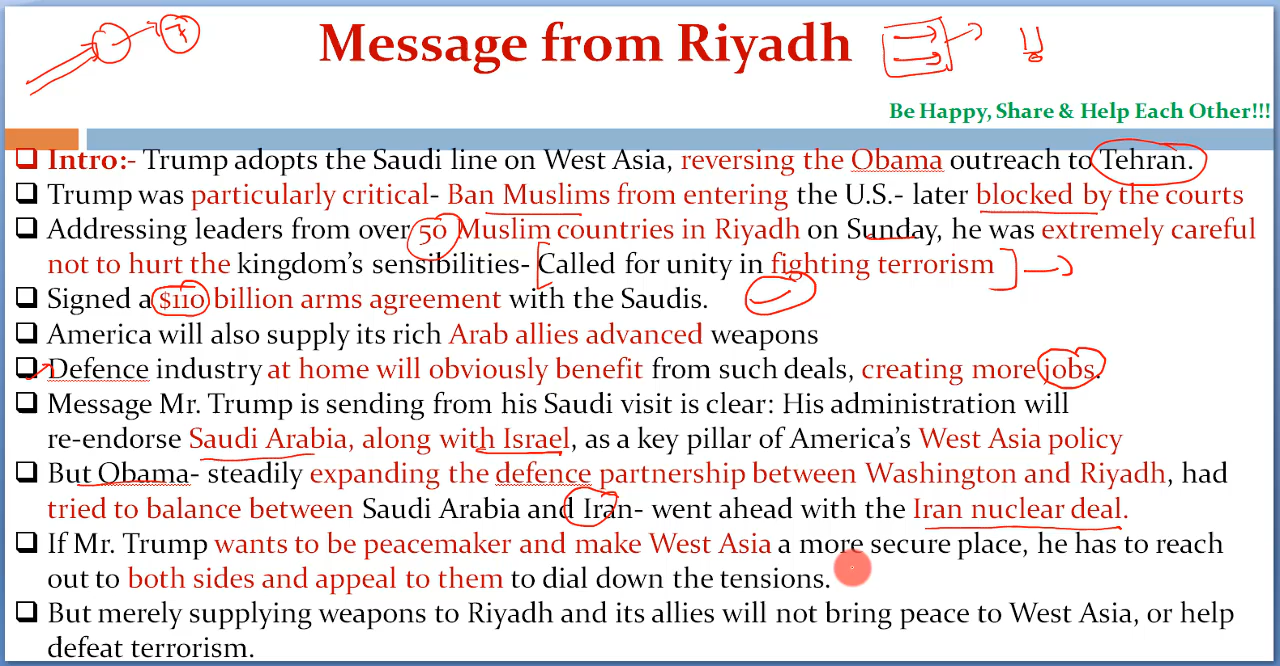 Message from Riyadh
Be Happy, Share & Help Each Other!!!
❑ Intro:- Trump adopts the Saudi line on West Asia, reversing the Obama outreach to Tehran.
❑ Trump was particularly critical- Ban Muslims from entering the U.S.- later blocked by the courts
❑ Addressing leaders from over 50 Muslim countries in Riyadh on Sunday, he was extremely careful
not to hurt the kingdom's sensibilities- Called for unity in fighting terrorism
❑ Signed a $110 billion arms agreement with the Saudis.
❑ America will also supply its rich Arab allies advanced weapons
❑ Defence industry at home will obviously benefit from such deals, creating more jobs.
❑ Message Mr. Trump is sending from his Saudi visit is clear: His administration will
re-endorse Saudi Arabia, along with Israel, as a key pillar of America's West Asia policy
❑ But Obama- steadily expanding the defence partnership between Washington and Riyadh, had
tried to balance between Saudi Arabia and Iran- went ahead with the Iran nuclear deal.
❑ If Mr. Trump wants to be peacemaker and make West Asia a more secure place, he has to reach
out to both sides and appeal to them to dial down the tensions.
❑ But merely supplying weapons to Riyadh and its allies will not bring peace to West Asia, or help
defeat terrorism.